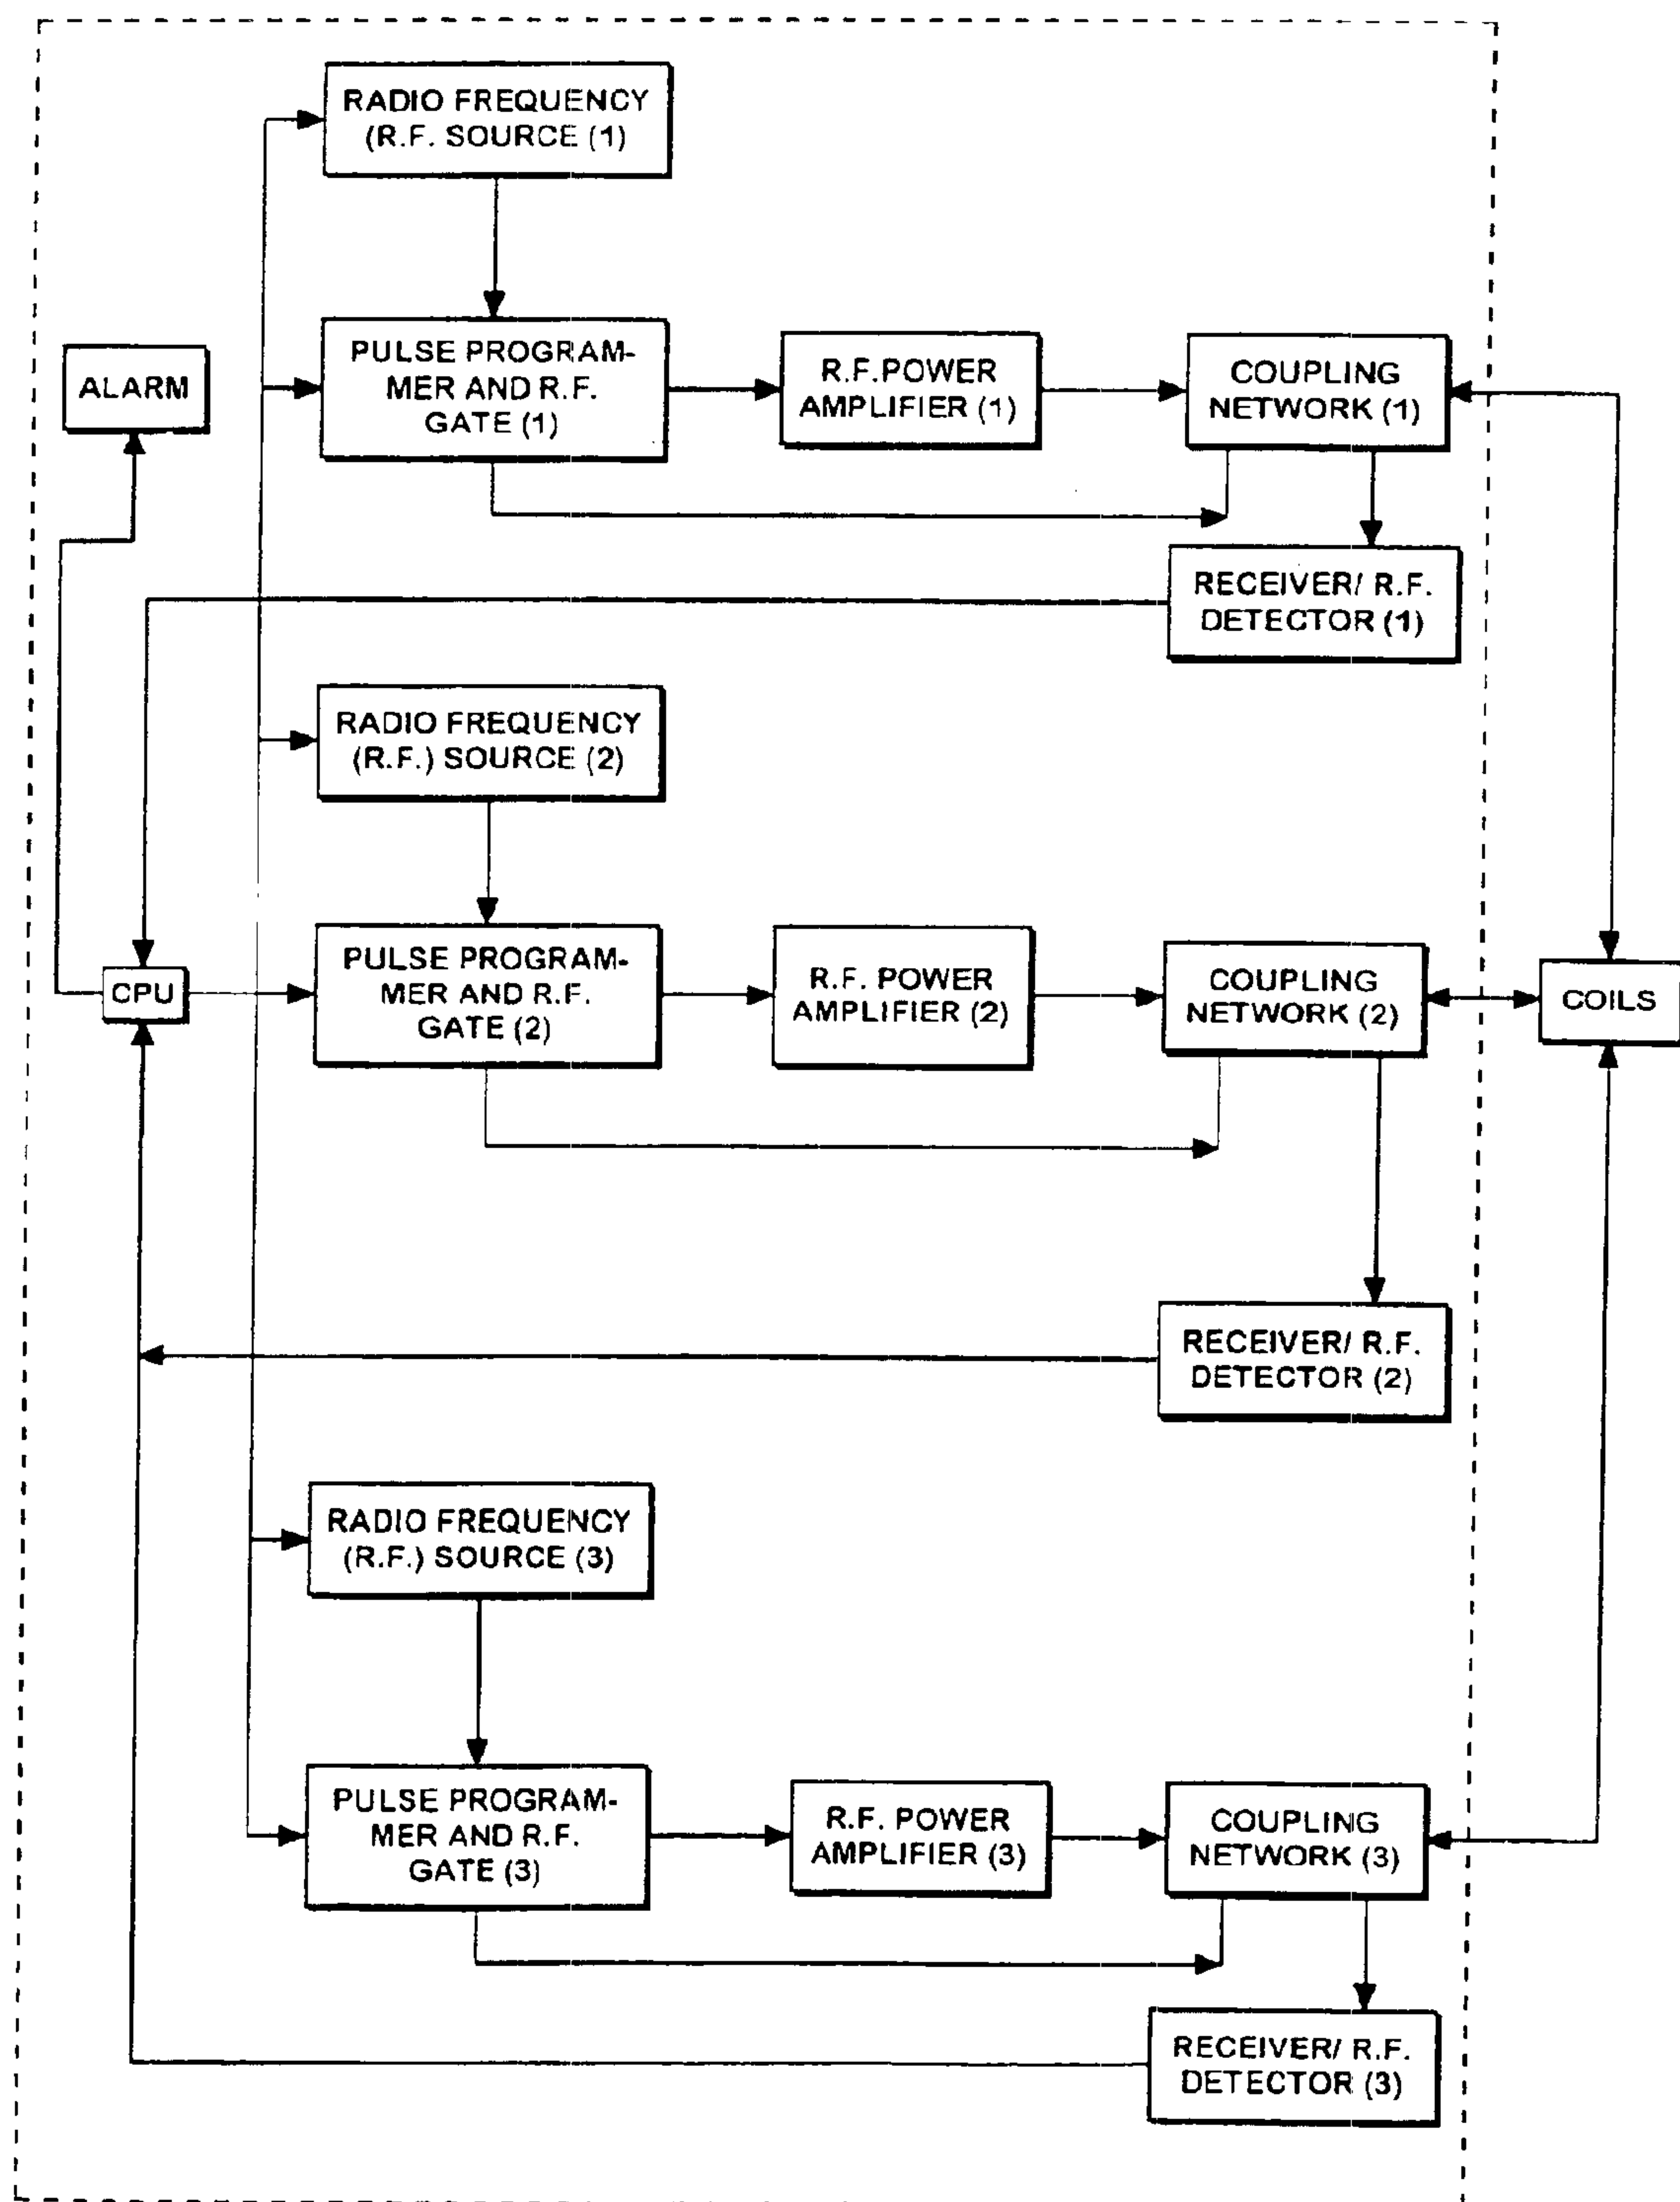 RADIO FREQUENCY
(R.F. SOURCE (1)
PULSE PROGRAM-
MER AND R.F.
GATE (1)
R.F.POWER
AMPLIFIER (1)
COUPLING
NETWORK (1)
ALARM
RECEIVER/ R.F.
DETECTOR (1)
RADIO FREQUENCY
(R.F.) SOURCE (2)
CPU
PULSE PROGRAM-
MER AND R.F.
GATE (2)
R.F. POWER
AMPLIFIER (2)
COUPLING
NETWORK (2)
COILS
RECEIVER/ R.F.
DETECTOR (2)
RADIO FREQUENCY
(R.F.) SOURCE (3)
PULSE PROGRAM-
MER AND R.F.
GATE (3)
R.F. POWER
AMPLIFIER (3)
COUPLING
NETWORK (3)
RECEIVER/ R.F.
DETECTOR (3)